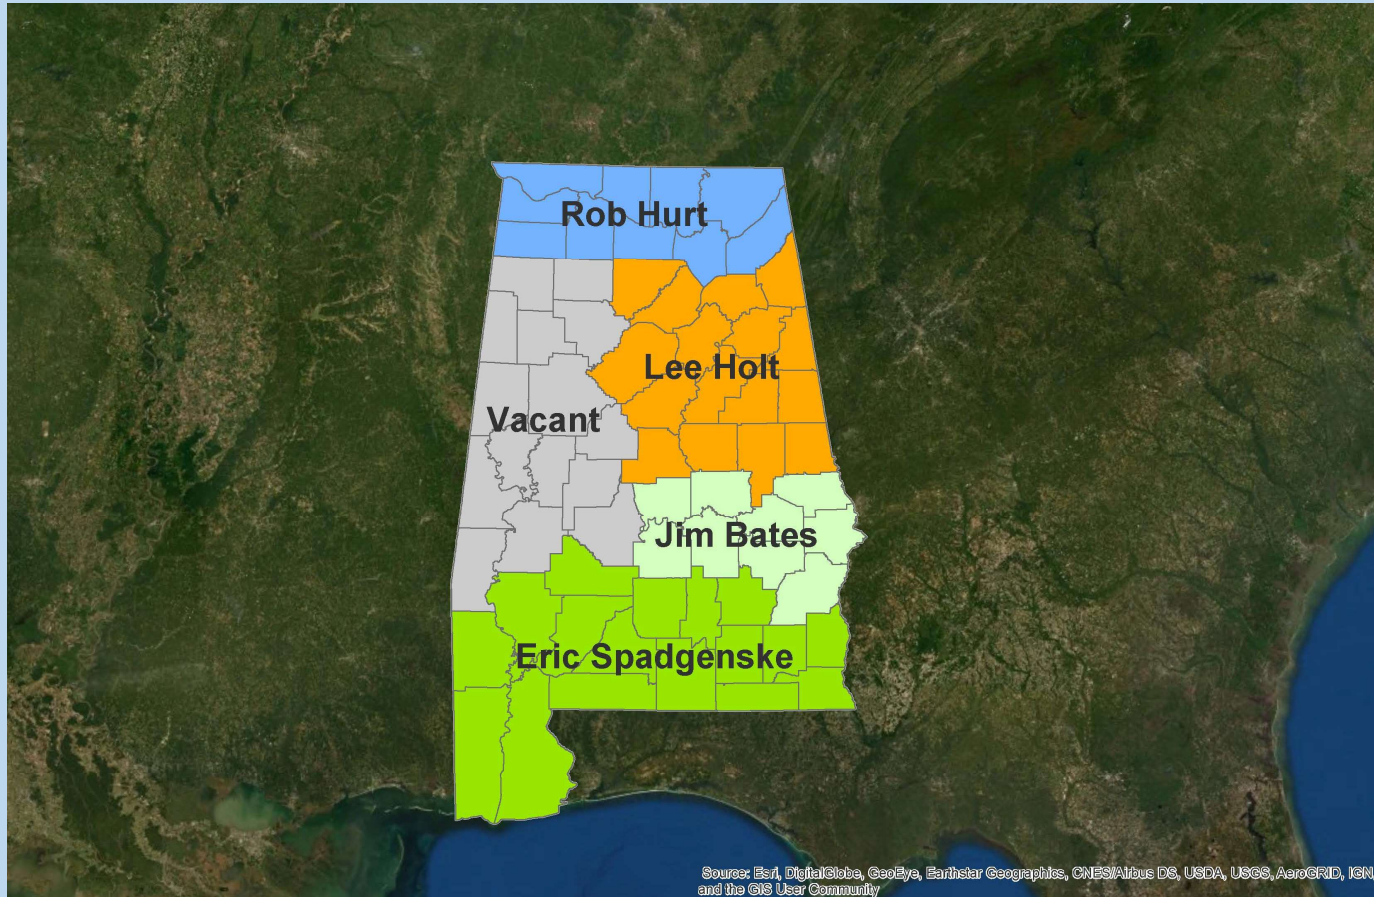 Rob Hurt
Lee Holt
Vacant
Jim Bates
Eric Spadgenske
Source: Esri, DigitalGlobe, GeoEye, Earthstar Geographics, CNES/Airbus DS, USDA, USGS, AeroGRID, IGN,
and the GIS User Community